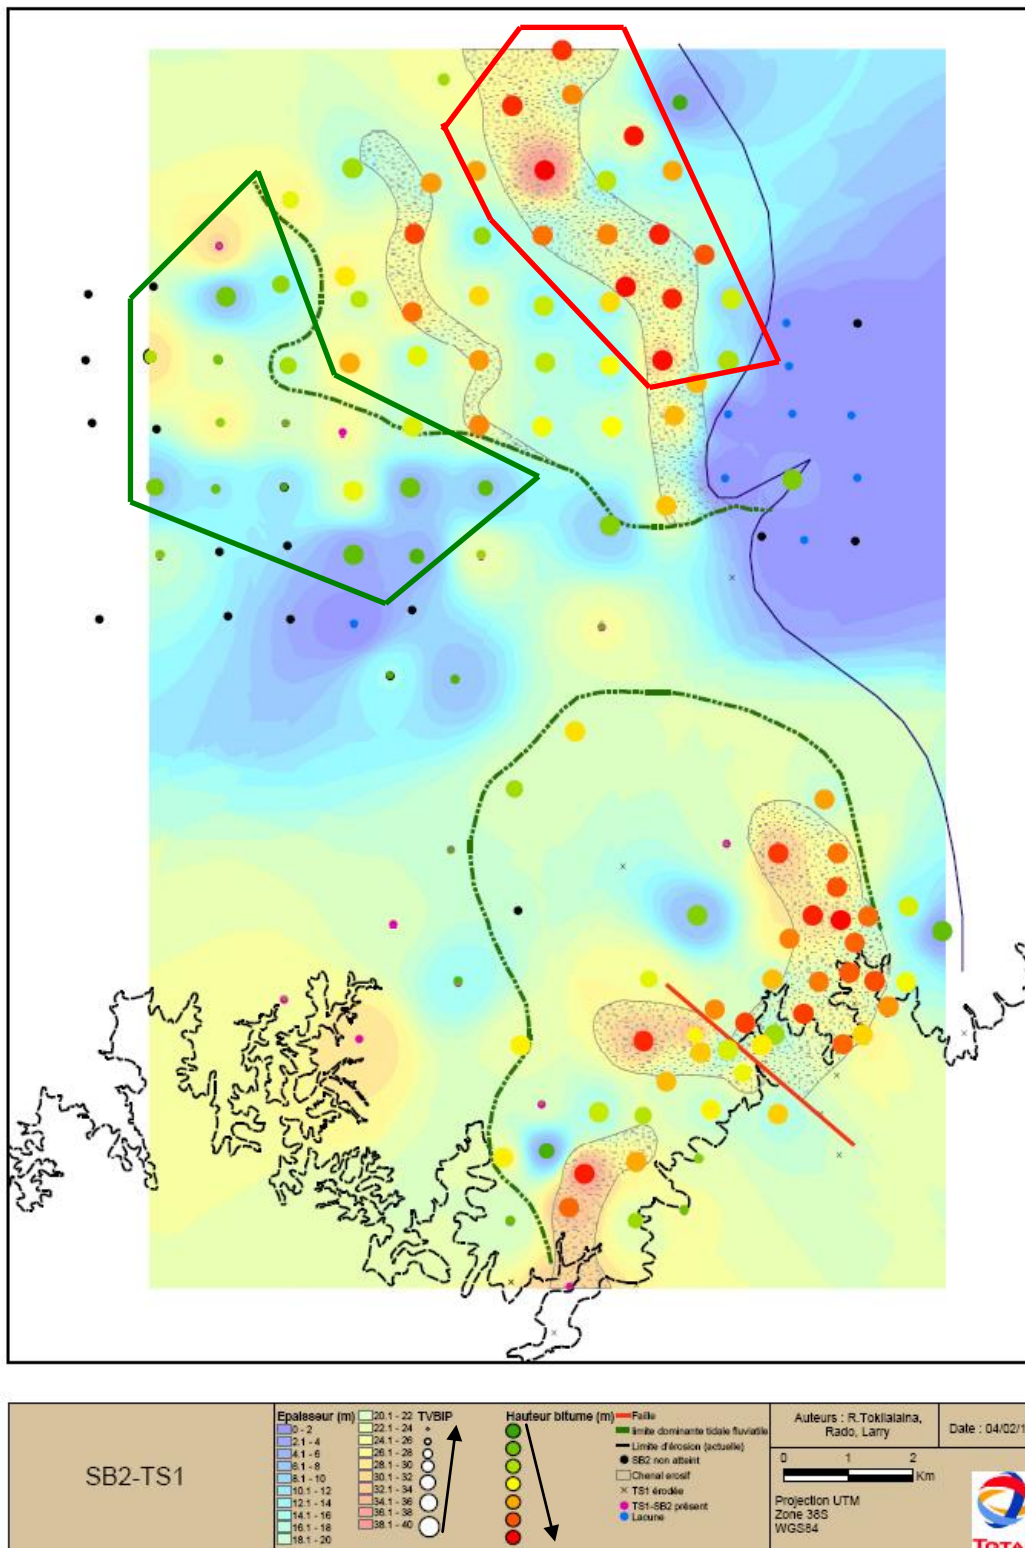 SB2-TS1
Epaisseur (m)
0 - 2
2.1 - 4
4.1 - 6
6.1 - 8
8.1 - 10
10.1 - 12
12.1 - 14
14.1 - 16
16.1 - 18
18.1 - 20
20.1 - 22
22.1 - 24
24.1 - 26
26.1 - 28
28.1 - 30
30.1 - 32
32.1 - 34
34.1 - 36
36.1 - 38
38.1 - 40
TVBIP
Hauteur bitume (m)
Faille
limite dominante tidale fluviatile
Limite d'érosion (actuelle)
SB2 non atteint
Chenal erosif
TS1 érodée
TS1-SB2 présent
Lacune
Auteurs : R.Tokilalaina,
Rado, Larry
0 1 2
Km
Projection UTM
Zone 38S
WGS84
Date : 04/02/1
TOTA